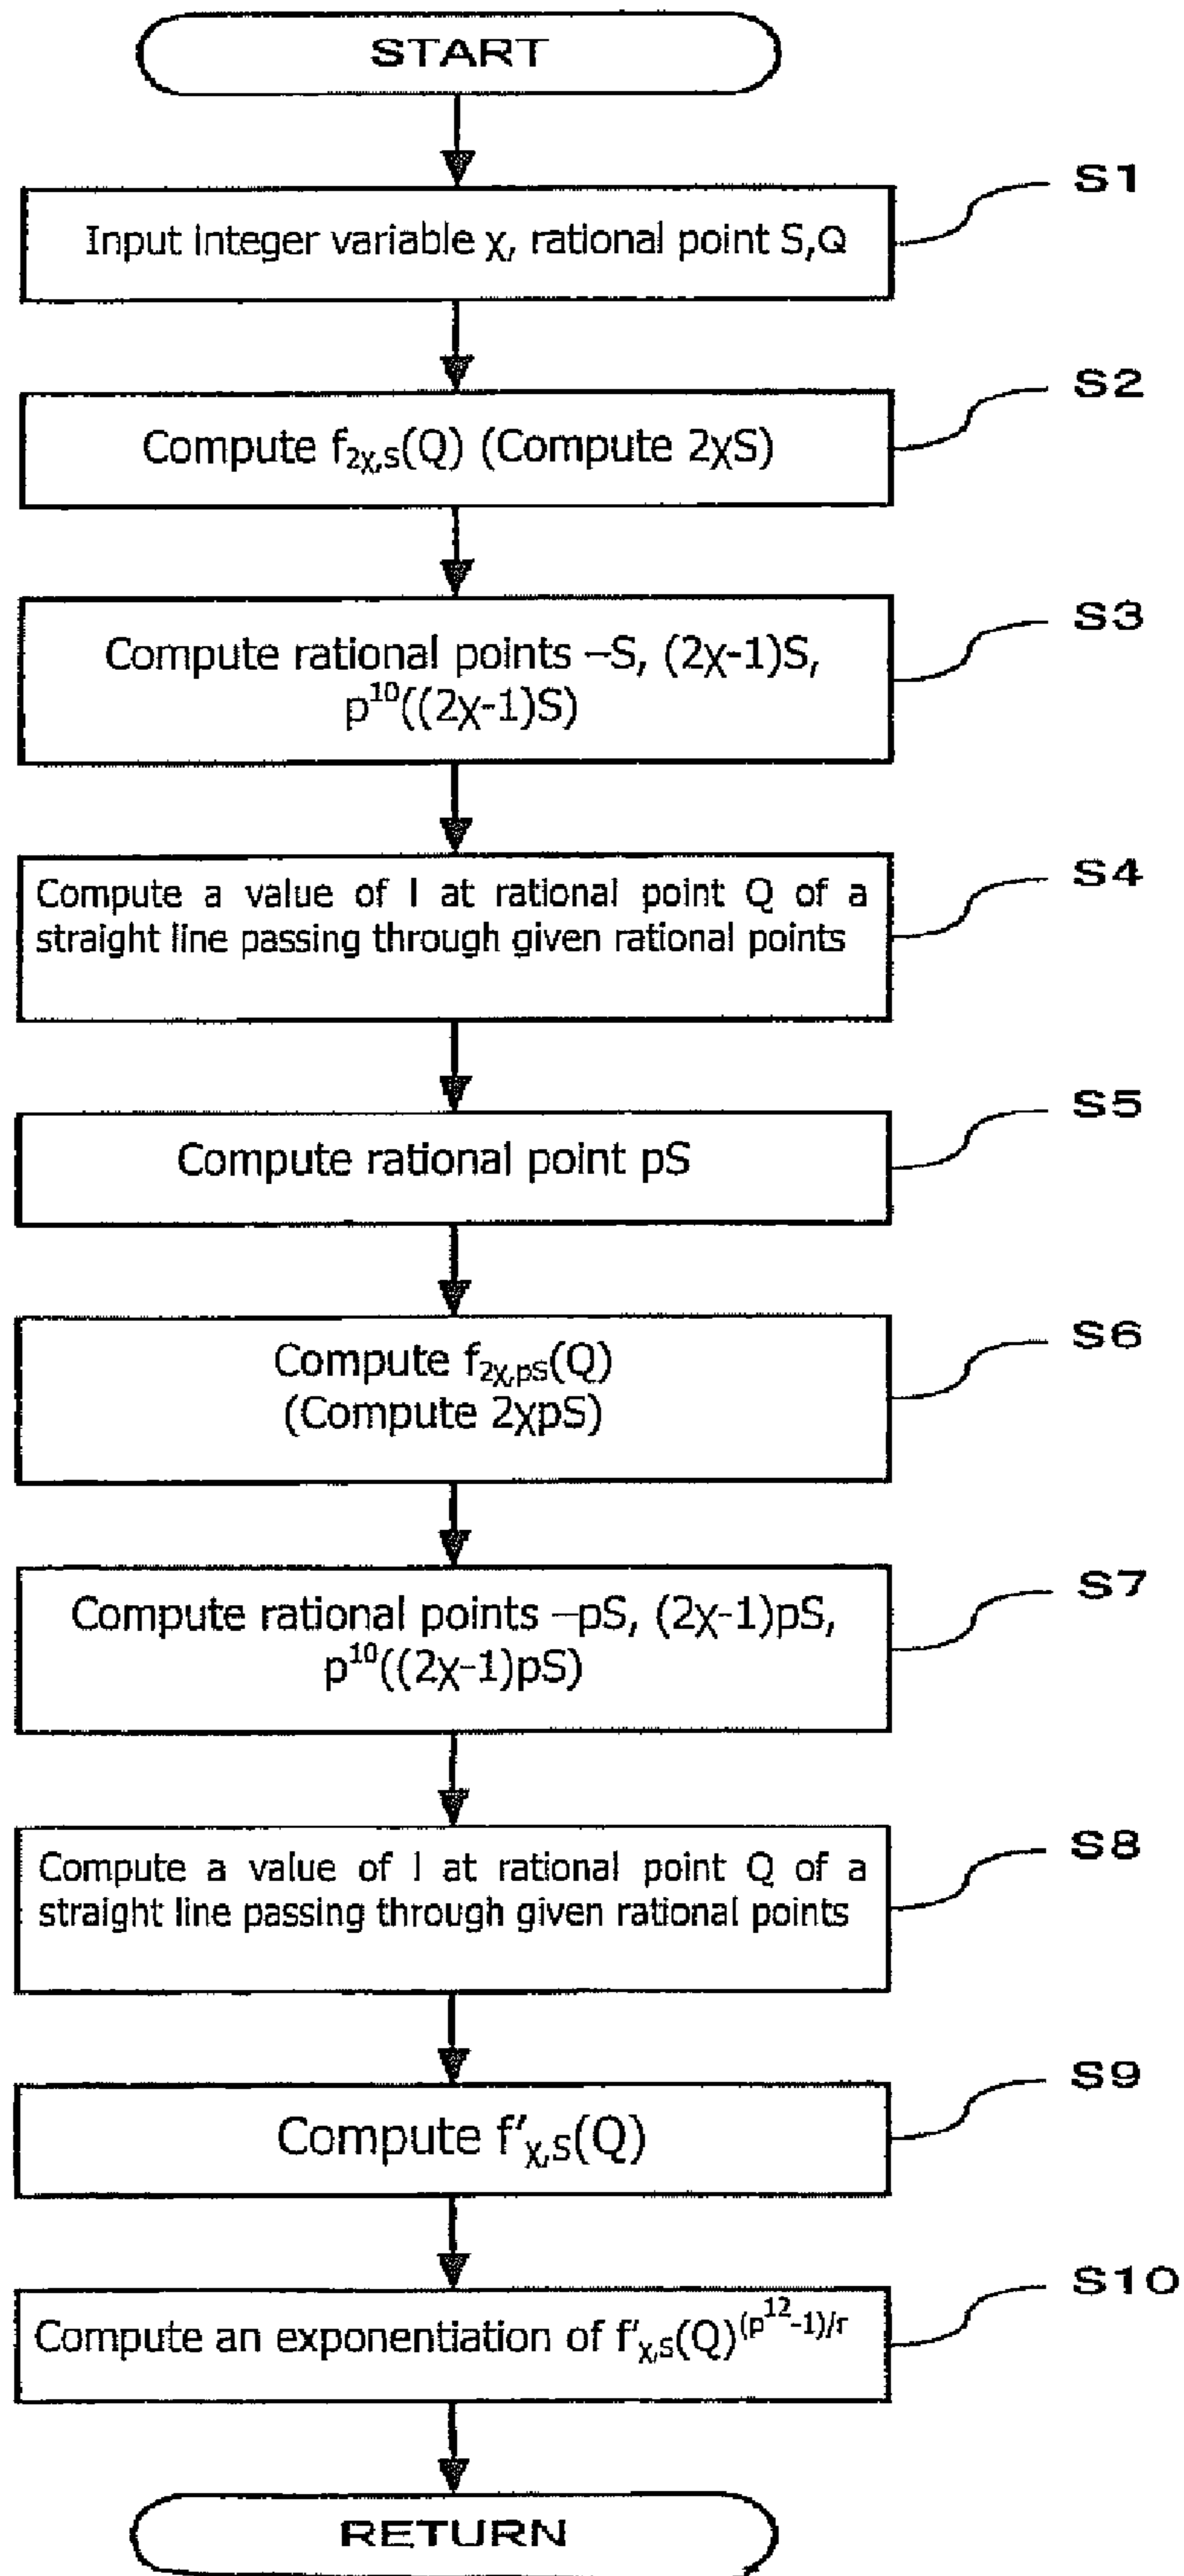 START
S1
Input integer variable χ, rational point S,Q
S2
Compute f₂χ,ₛ(Q) (Compute 2χS)
S3
Compute rational points –S, (2χ-1)S,
p¹⁰((2χ-1)S)
S4
Compute a value of l at rational point Q of a
straight line passing through given rational points
S5
Compute rational point pS
S6
Compute f₂χ,ₚₛ(Q)
(Compute 2χpS)
S7
Compute rational points –pS, (2χ-1)pS,
p¹⁰((2χ-1)pS)
S8
Compute a value of l at rational point Q of a
straight line passing through given rational points
S9
Compute f'χ,S(Q)
S10
Compute an exponentiation of f'χ,s(Q)^(p¹²-1)/r
RETURN